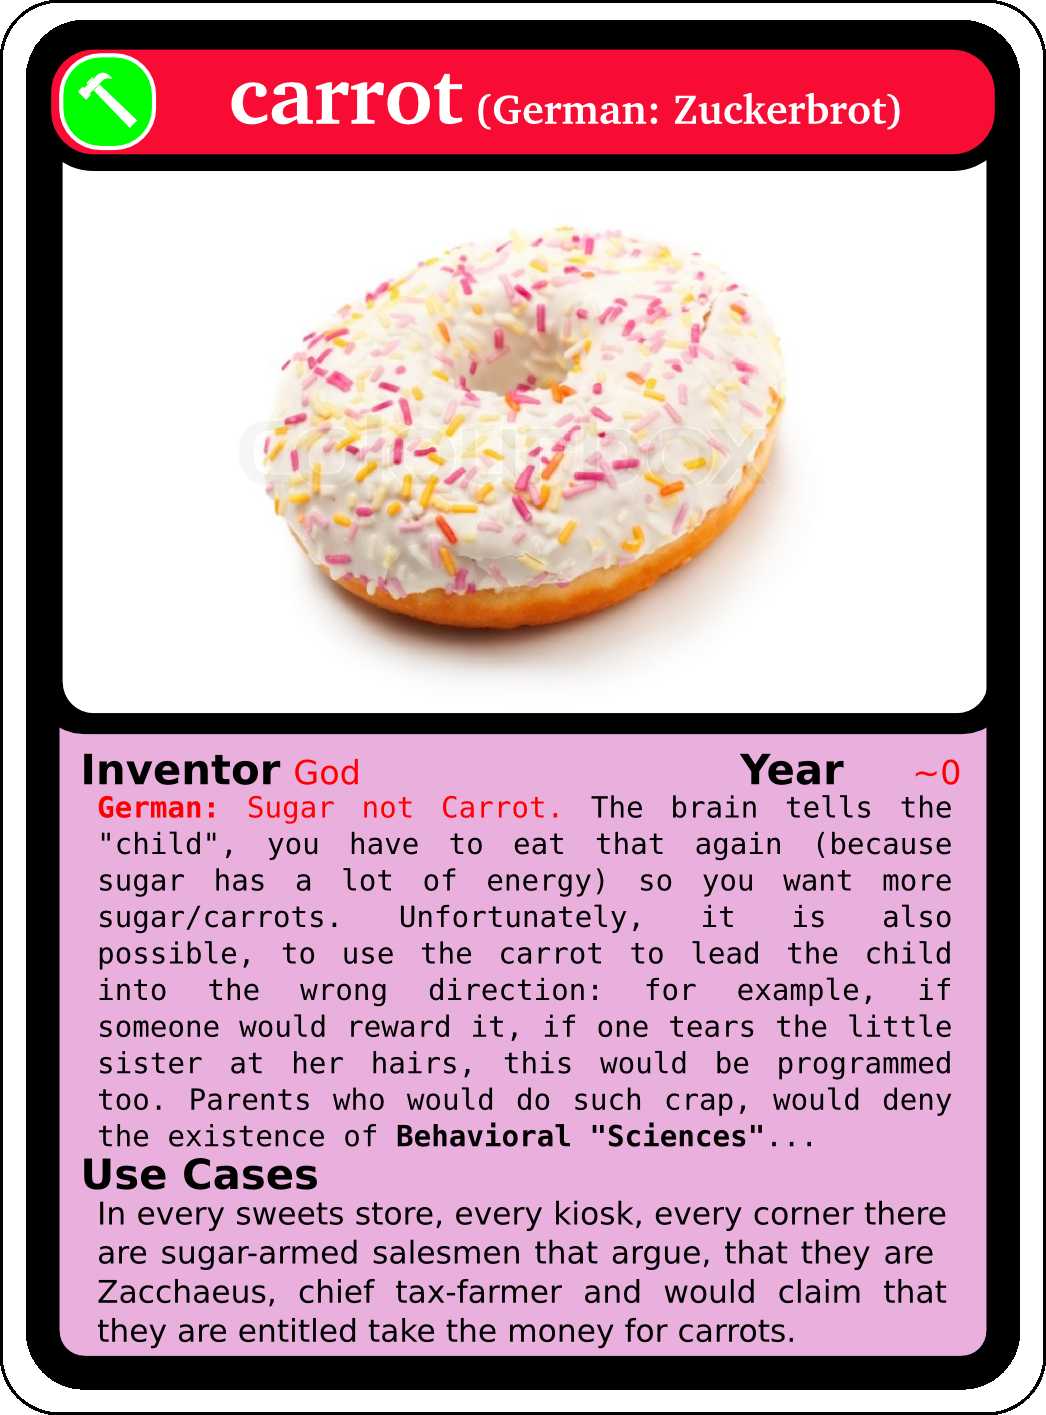 carrot (German: Zuckerbrot)
colourbox
Inventor God Year ~0
German: Sugar not Carrot. The brain tells the
"child", you have to eat that again (because
sugar has a lot of energy) so you want more
sugar/carrots. Unfortunately, it is also
possible, to use the carrot to lead the child
into the wrong direction: for example, if
someone would reward it, if one tears the little
sister at her hairs, this would be programmed
too. Parents who would do such crap, would deny
the existence of Behavioral "Sciences"...
Use Cases
In every sweets store, every kiosk, every corner there
are sugar-armed salesmen that argue, that they are
Zacchaeus, chief tax-farmer and would claim that
they are entitled take the money for carrots.